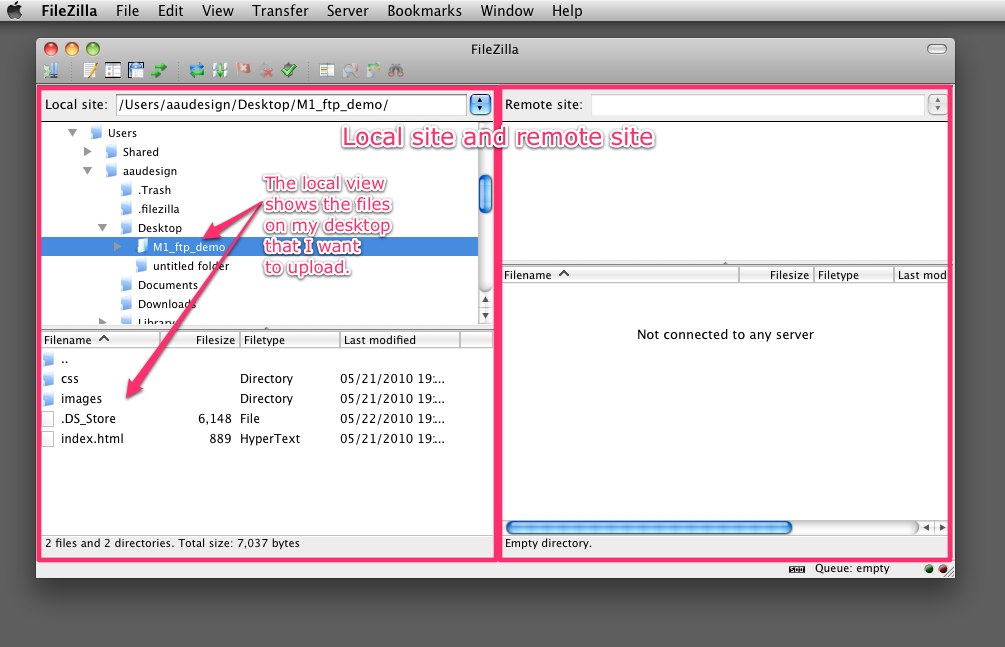 FileZilla File Edit View Transfer Server Bookmarks Window Help
FileZilla
Local site: /Users/aaudesign/Desktop/M1_ftp_demo/
Remote site:
Local site and remote site
Users
Shared
aaudesign
.Trash
.filezilla
Desktop
M1_ftp_demo
untitled folder
Documents
Downloads
Library
The local view
shows the files
on my desktop
that I want
to upload.
Filename Filesize Filetype Last modified
..
css Directory 05/21/2010 19:...
images Directory 05/21/2010 19:...
.DS_Store 6,148 File 05/22/2010 19:...
index.html 889 HyperText 05/21/2010 19:...
2 files and 2 directories. Total size: 7,037 bytes
Filename Filesize Filetype Last mod
Not connected to any server
Empty directory.
Queue: empty